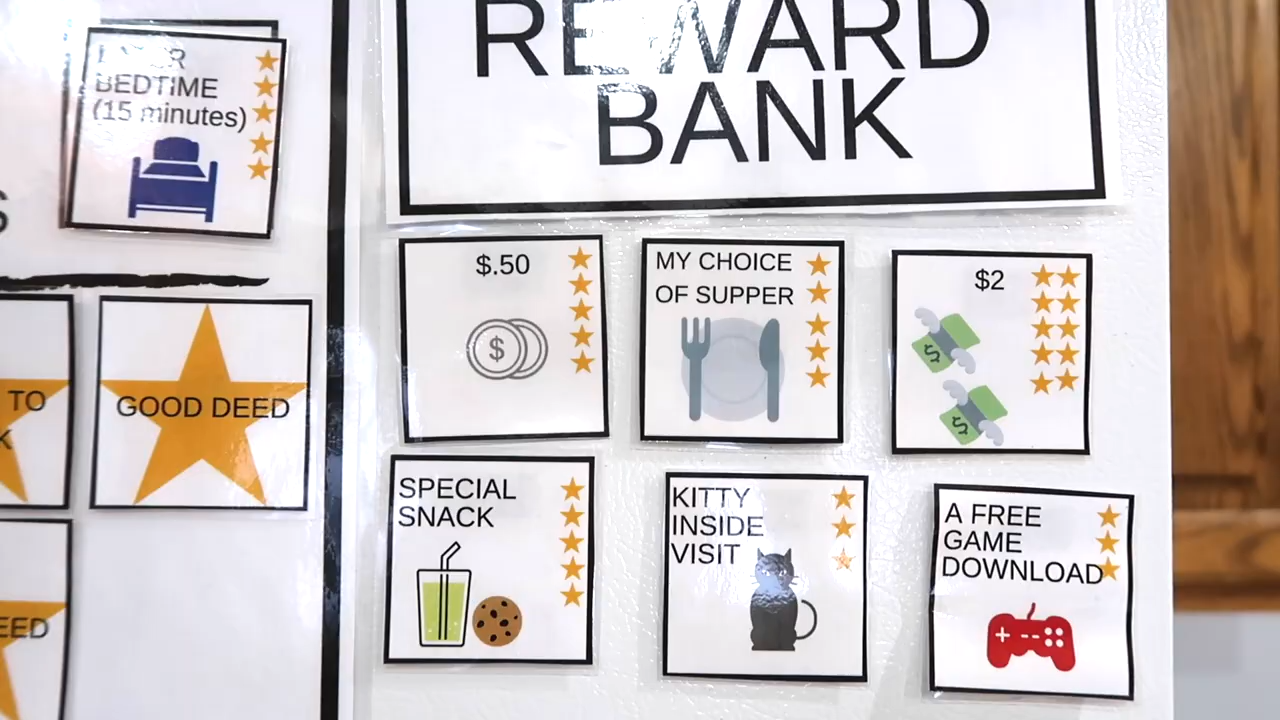 REWARD
BANK
BEDTIME
(15 minutes)
S
TO
K
GOOD DEED
EED
$.50
$
MY CHOICE
OF SUPPER
$2
$
$
SPECIAL
SNACK
KITTY
INSIDE
VISIT
A FREE
GAME
DOWNLOAD